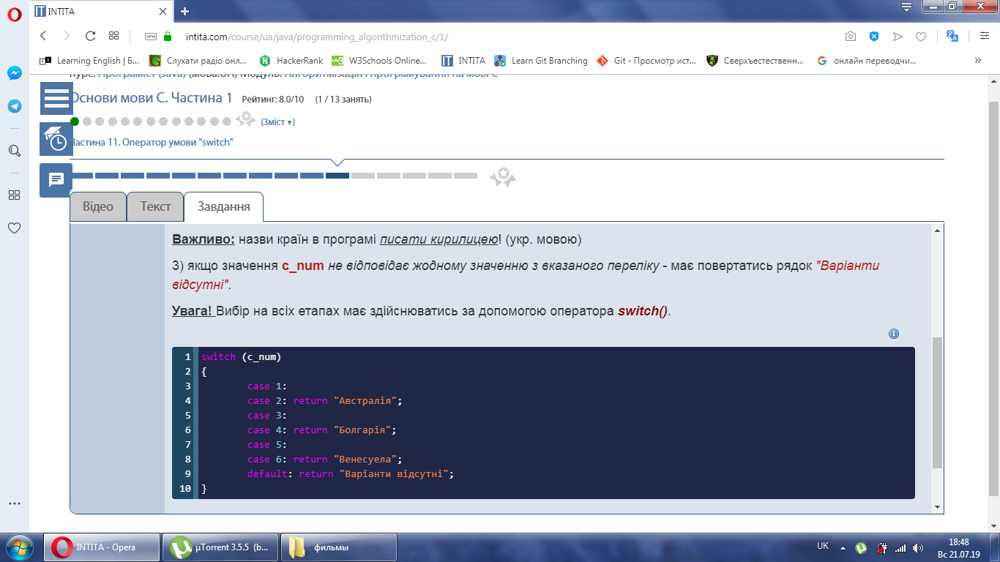 INTITA
VPN
intita.com/course/ua/java/programming_algorithmization_c/1/
Learning English | Б... Слухати радіо онл... HackerRank W3Schools Online... INTITA Learn Git Branching Git - Просмотр ист... Сверхъестественн... онлайн переводчи... »
Курс: Програміст (Java) (Мова:UA) Модуль: Алгоритмізація і програмування на мові С
Основи мови С. Частина 1 Рейтинг: 8.0/10 (1 / 13 занять)
(Зміст ▾)
Частина 11. Оператор умови "switch"
Відео Текст Завдання
Важливо: назви країн в програмі писати кирилицею! (укр. мовою)
3) якщо значення c_num не відповідає жодному значенню з вказаного переліку - має повертатись рядок "Варіанти
відсутні".
Увага! Вибір на всіх етапах має здійснюватись за допомогою оператора switch().
1 switch (c_num)
2 {
3 case 1:
4 case 2: return "Австралія";
5 case 3:
6 case 4: return "Болгарія";
7 case 5:
8 case 6: return "Венесуела";
9 default: return "Варіанти відсутні";
10 }
INTITA - Opera µTorrent 3.5.5 (b... фильмы UK 18:48
Вс 21.07.19